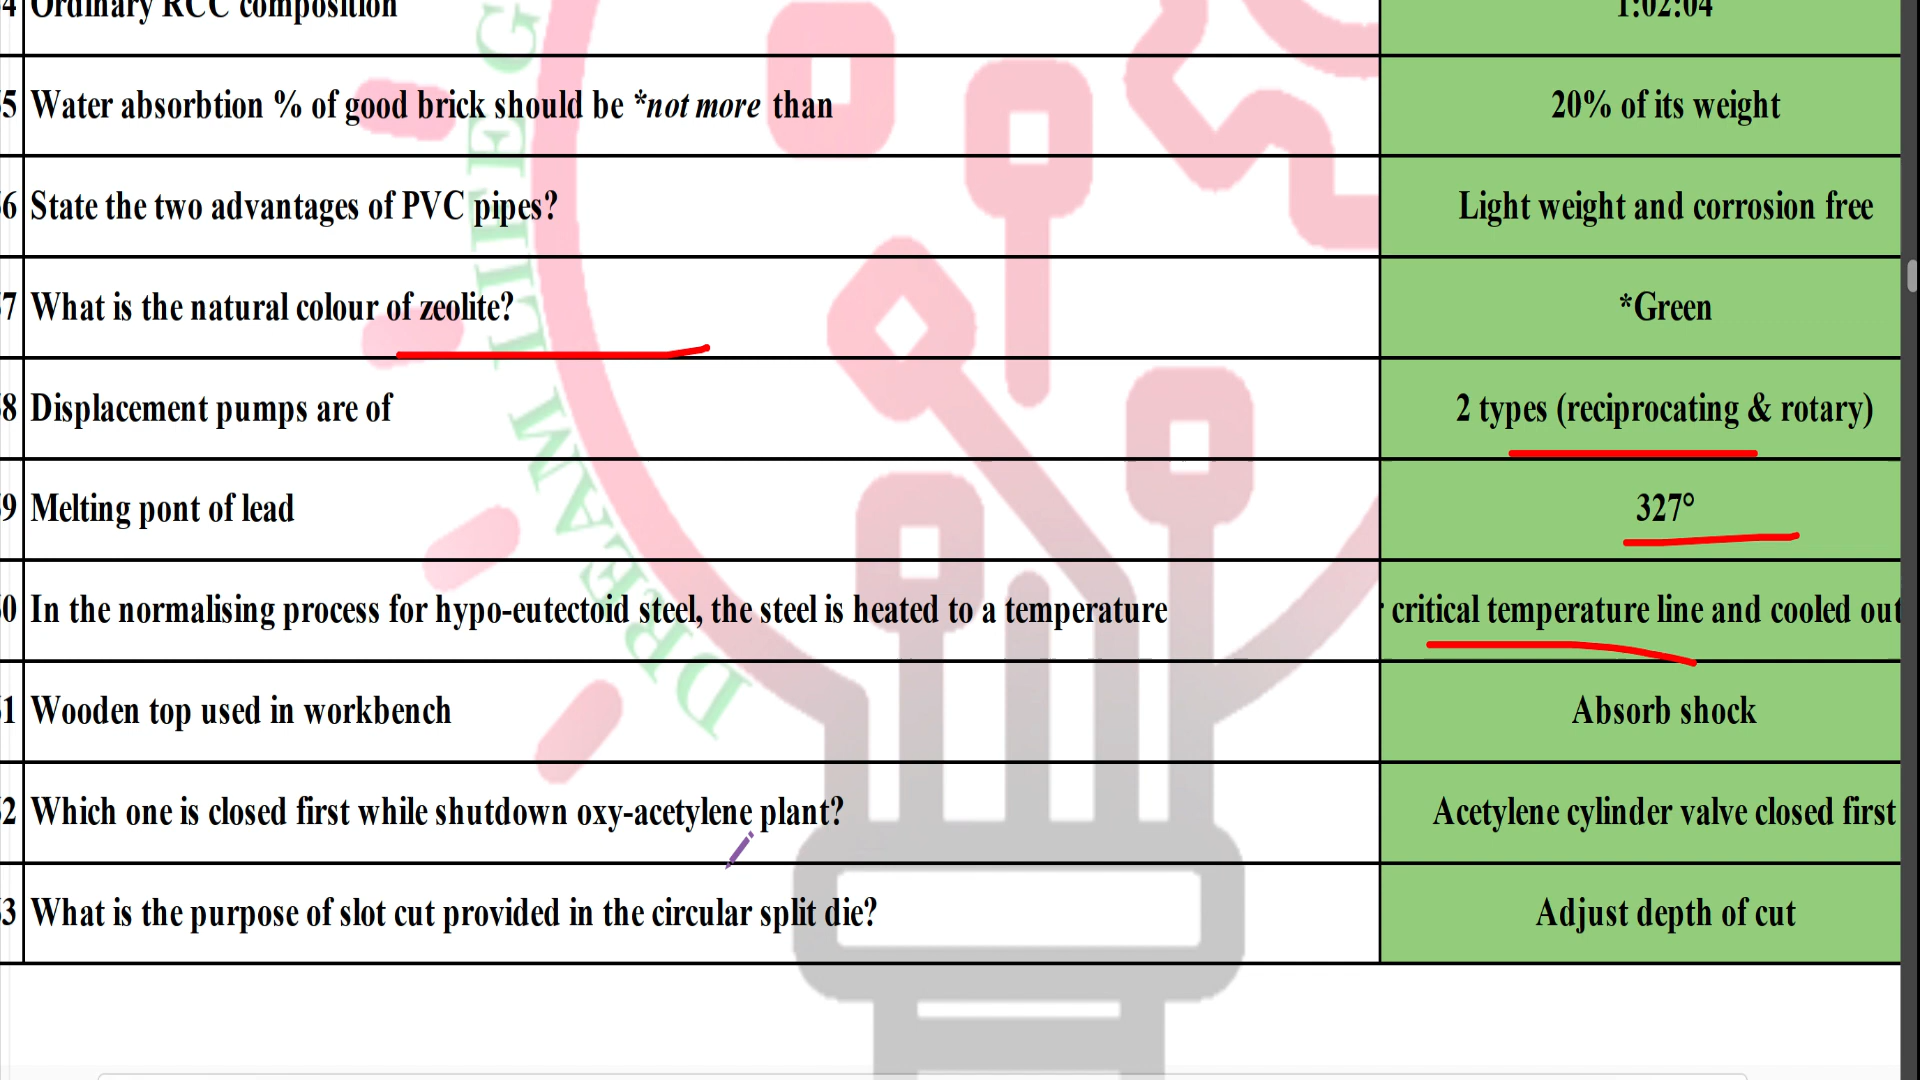 4 Ordinary RCC composition 1:02:04
5 Water absorbtion % of good brick should be *not more than 20% of its weight
6 State the two advantages of PVC pipes? Light weight and corrosion free
7 What is the natural colour of zeolite? *Green
8 Displacement pumps are of 2 types (reciprocating & rotary)
9 Melting pont of lead 327°
0 In the normalising process for hypo-eutectoid steel, the steel is heated to a temperature critical temperature line and cooled out
1 Wooden top used in workbench Absorb shock
2 Which one is closed first while shutdown oxy-acetylene plant? Acetylene cylinder valve closed first
3 What is the purpose of slot cut provided in the circular split die? Adjust depth of cut
DREAM LITE G